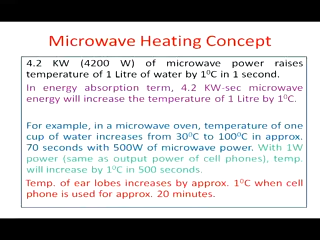 Microwave Heating Concept
4.2 KW (4200 W) of microwave power raises
temperature of 1 Litre of water by 1⁰C in 1 second.
In energy absorption term, 4.2 KW-sec microwave
energy will increase the temperature of 1 Litre by 1⁰C.
For example, in a microwave oven, temperature of one
cup of water increases from 30⁰C to 100⁰C in approx.
70 seconds with 500W of microwave power. With 1W
power (same as output power of cell phones), temp.
will increase by 1⁰C in 500 seconds.
Temp. of ear lobes increases by approx. 1⁰C when cell
phone is used for approx. 20 minutes.